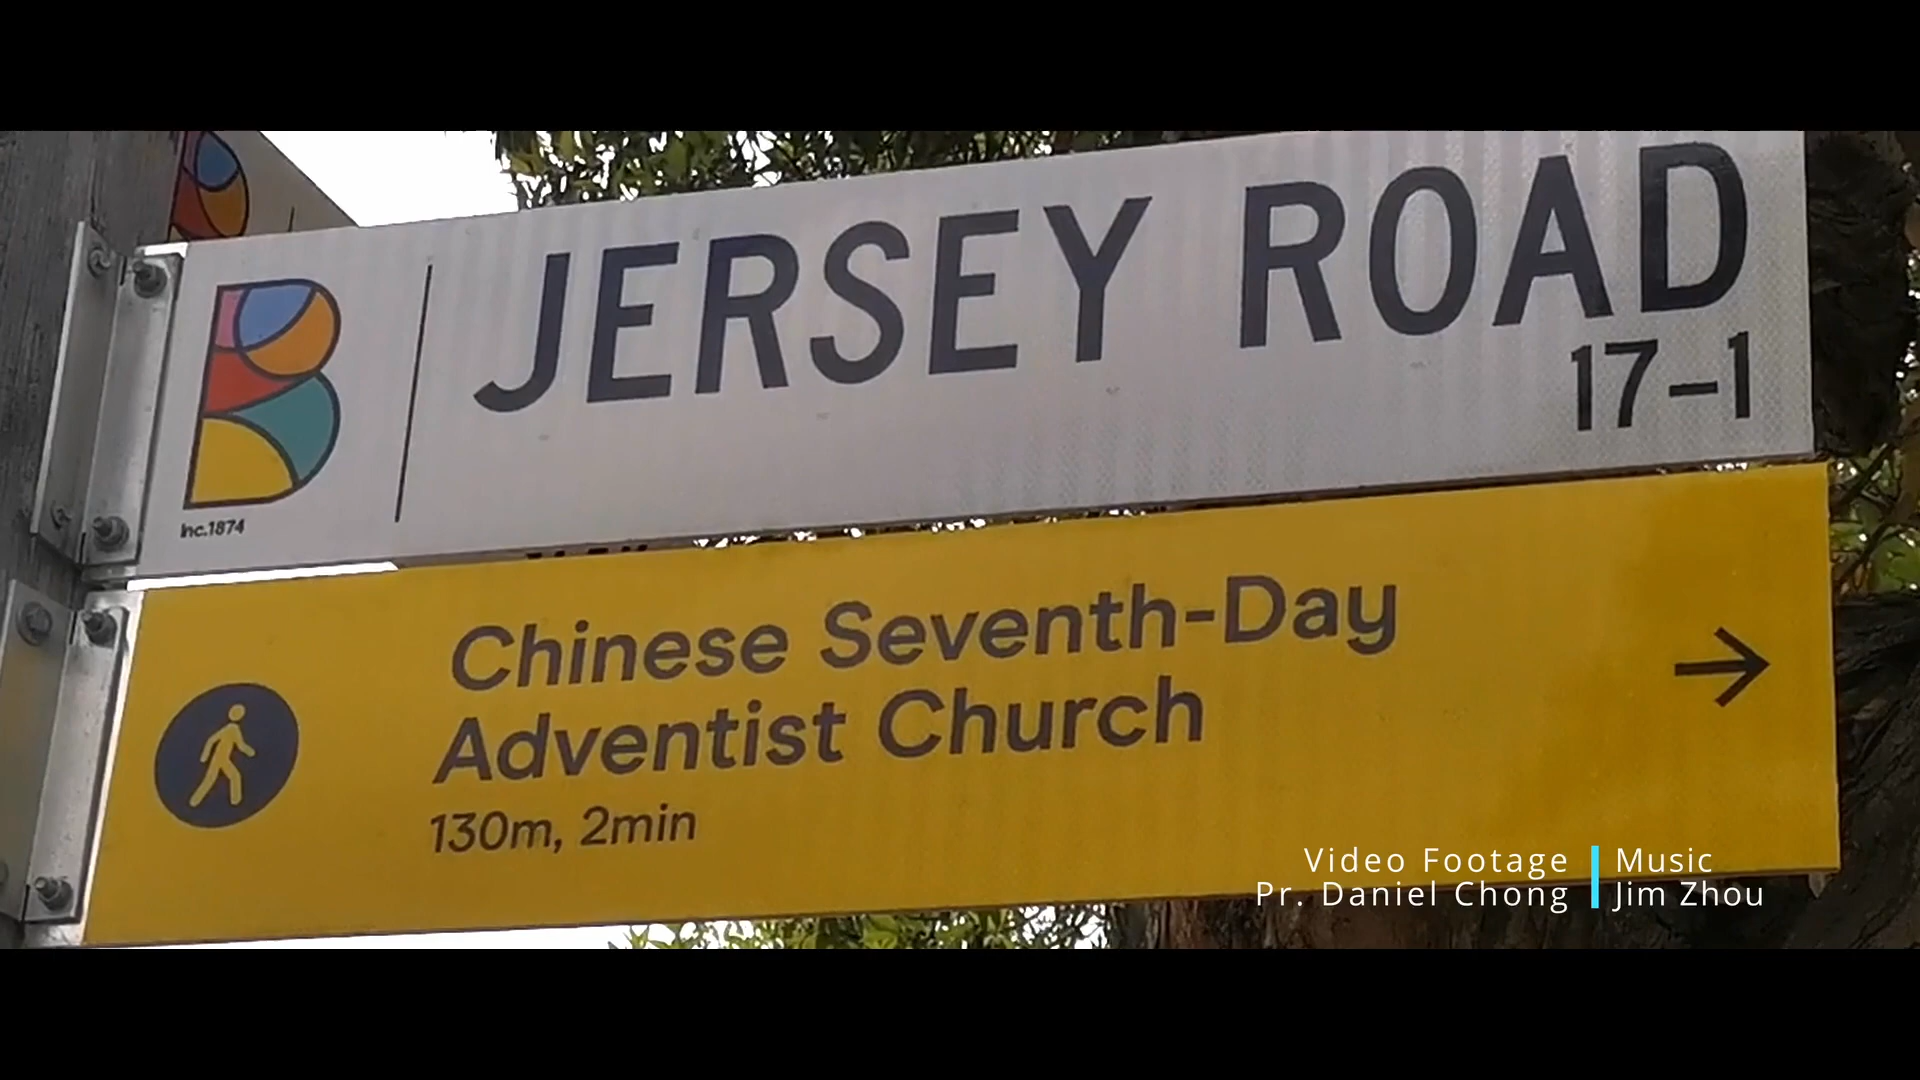 JERSEY ROAD
17-1
Inc.1874
Chinese Seventh-Day
Adventist Church
130m, 2min
Video Footage
Pr. Daniel Chong
Music
Jim Zhou